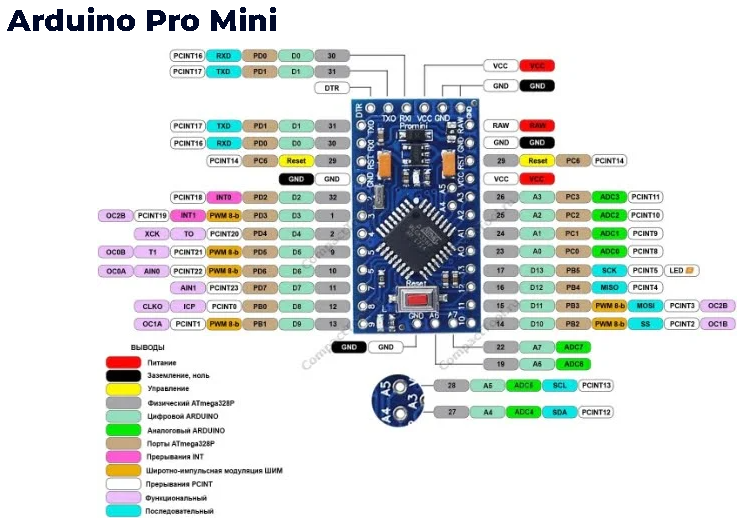 Arduino Pro Mini
PCINT16 RXD PD0 D0 30
PCINT17 TXD PD1 D1 31
DTR
VCC VCC
GND GND
DTR TXO RXI VCC GND
PCINT17 TXD PD1 D1 31
PCINT16 RXD PD0 D0 30
PCINT14 PC6 Reset 29
GND GND
RAW RAW
GND GND
29 Reset PC6 PCINT14
VCC VCC
PCINT18 INT0 PD2 D2 32
OC2B PCINT19 INT1 PWM 8-b PD3 D3 1
XCK TO PCINT20 PD4 D4 2
OC0B T1 PCINT21 PWM 8-b PD5 D5 9
OC0A AIN0 PCINT22 PWM 8-b PD6 D6 10
AIN1 PCINT23 PD7 D7 11
CLKO ICP PCINT0 PB0 D8 12
OC1A PCINT1 PWM 8-b PB1 D9 13
26 A3 PC3 ADC3 PCINT11
25 A2 PC2 ADC2 PCINT10
24 A1 PC1 ADC1 PCINT9
23 A0 PC0 ADC0 PCINT8
17 D13 PB5 SCK PCINT5 LED
16 D12 PB4 MISO PCINT4
15 D11 PB3 PWM 8-b MOSI PCINT3 OC2B
14 D10 PB2 PWM 8-b SS PCINT2 OC1B
TXO RXI RST GND 2 3 4 5 6 7 8 9
RAW GND RST VCC A3 A2 A1 A0 13 12 11 10
A4 A5
Reset
GND A6 A7
GND GND
22 A7 ADC7
19 A6 ADC6
A5 A4 A3
28 A5 ADC5 SCL PCINT13
27 A4 ADC4 SDA PCINT12
ВЫВОДЫ
Питание
Заземление, ноль
Управление
Физический ATmega328P
Цифровой ARDUINO
Аналоговый ARDUINO
Порты ATmega328P
Прерывания INT
Широтно-импульсная модуляция ШИМ
Прерывания PCINT
Функциональный
Последовательный